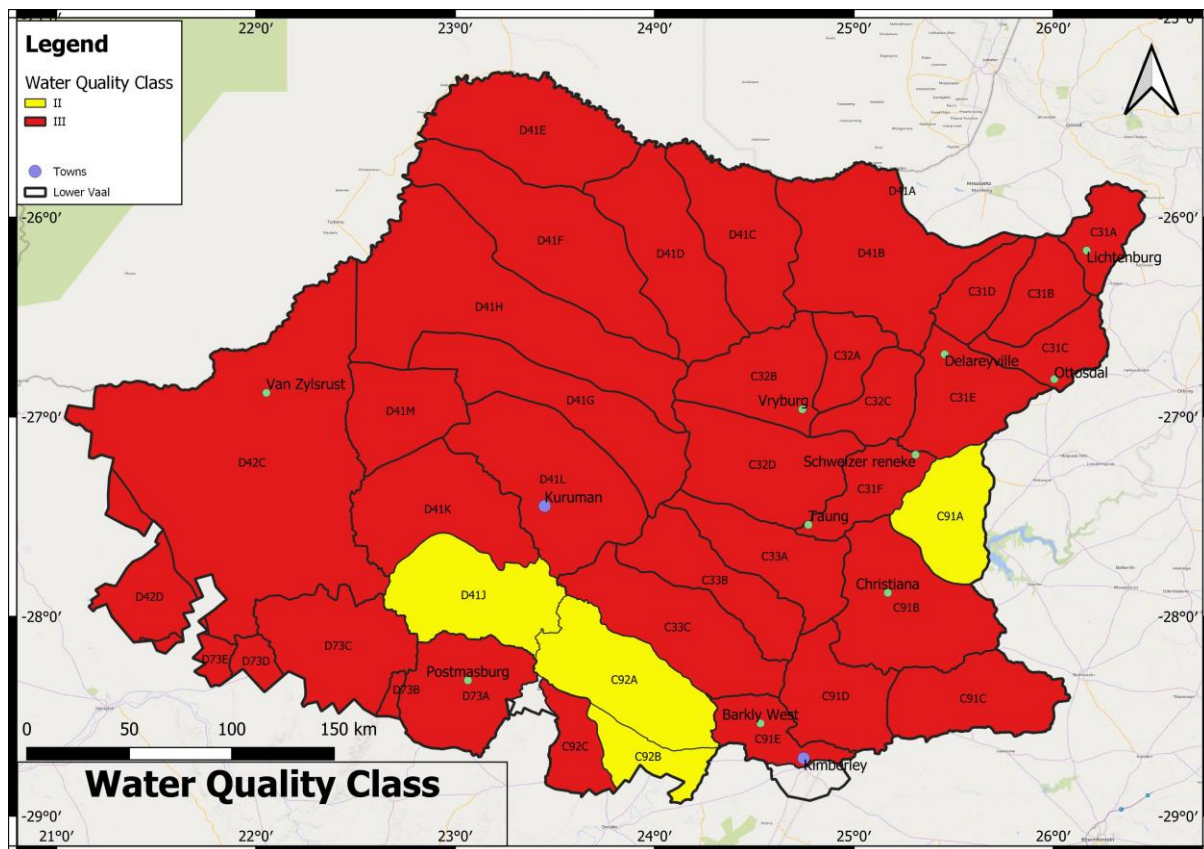 22°0′ 23°0′ 24°0′ 25°0′ 26°0′
Legend
Water Quality Class
II
III
Towns
Lower Vaal
D41E
D41A
-26°0′ -26°0′
D41F
D41D
D41C
D41B
C31A
Lichtenburg
C31D
C31B
D41H
C31C
C32A
Delareyville
Ottosdal
C32B
Van Zylsrust
D41M
D41G
Vryburg
C32C
C31E
-27°0′ -27°0′
D42C
C32D
Schweizer reneke
D41L
Kuruman
D41K
C31F
C91A
Taung
C33A
C33B
Christiana
C91B
D42D
D41J
-28°0′ -28°0′
C33C
D73E
D73D
D73C
Postmasburg
D73A
D73B
C92A
C91D
C91C
Barkly West
C91E
C92C
C92B
Kimberley
0 50 100 150 km
Water Quality Class
-29°0′ -29°0′
21°0′ 22°0′ 23°0′ 24°0′ 25°0′ 26°0′